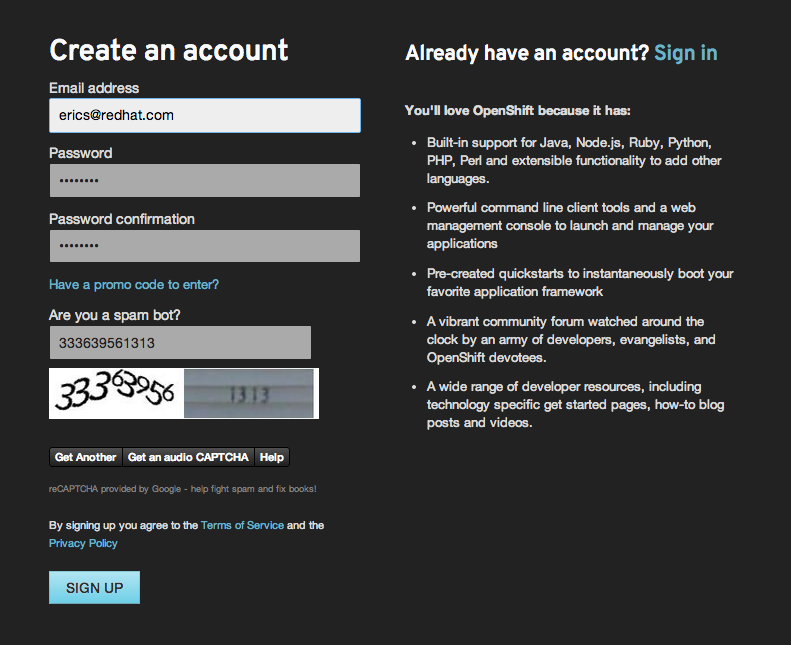 Create an account
Email address
erics@redhat.com
Password
••••••••
Password confirmation
••••••••
Have a promo code to enter?
Are you a spam bot?
333639561313
33363956 1313
Get Another Get an audio CAPTCHA Help
reCAPTCHA provided by Google - help fight spam and fix books!
By signing up you agree to the Terms of Service and the
Privacy Policy
SIGN UP
Already have an account? Sign in
You'll love OpenShift because it has:
• Built-in support for Java, Node.js, Ruby, Python,
PHP, Perl and extensible functionality to add other
languages.
• Powerful command line client tools and a web
management console to launch and manage your
applications
• Pre-created quickstarts to instantaneously boot your
favorite application framework
• A vibrant community forum watched around the
clock by an army of developers, evangelists, and
OpenShift devotees.
• A wide range of developer resources, including
technology specific get started pages, how-to blog
posts and videos.